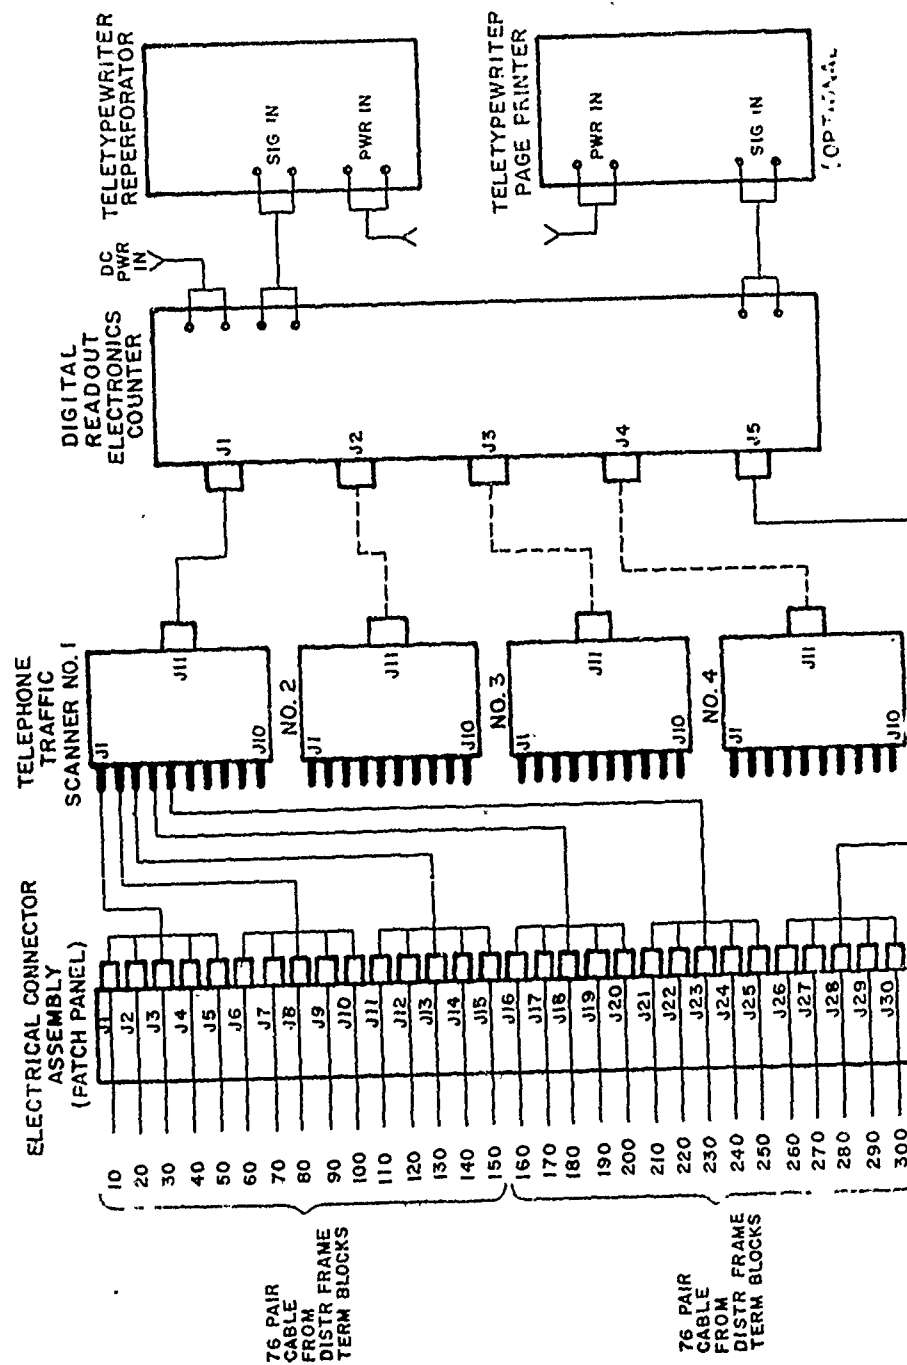 TELETYPEWRITER
REPERFORATOR
SIG IN
PWR IN
TELETYPEWRITER
PAGE PRINTER
PWR IN
SIG IN
DC
PWR
IN
DIGITAL
READOUT
ELECTRONICS
COUNTER
J1
J2
J3
J4
J5
TELEPHONE
TRAFFIC
SCANNER NO. 1
J1
J11
J10
NO. 2
J1
J11
J10
NO. 3
J1
J11
J10
NO. 4
J1
J11
J10
ELECTRICAL CONNECTOR
ASSEMBLY
(PATCH PANEL)
J1
J2
J3
J4
J5
J6
J7
J8
J9
J10
J11
J12
J13
J14
J15
J16
J17
J18
J19
J20
J21
J22
J23
J24
J25
J26
J27
J28
J29
J30
10
20
30
40
50
60
70
80
90
100
110
120
130
140
150
160
170
180
190
200
210
220
230
240
250
260
270
280
290
300
76 PAIR
CABLE
FROM
DISTR FRAME
TERM BLOCKS
76 PAIR
CABLE
FROM
DISTR FRAME
TERM BLOCKS